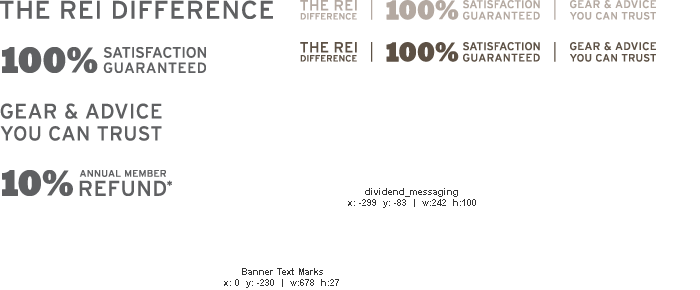 THE REI DIFFERENCE
100% SATISFACTION
GUARANTEED
GEAR & ADVICE
YOU CAN TRUST
10% ANNUAL MEMBER
REFUND*
THE REI
DIFFERENCE | 100% SATISFACTION
GUARANTEED | GEAR & ADVICE
YOU CAN TRUST
THE REI
DIFFERENCE | 100% SATISFACTION
GUARANTEED | GEAR & ADVICE
YOU CAN TRUST
dividend_messaging
x: -299 y: -83 | w:242 h:100
Banner Text Marks
x: 0 y: -230 | w:678 h:27